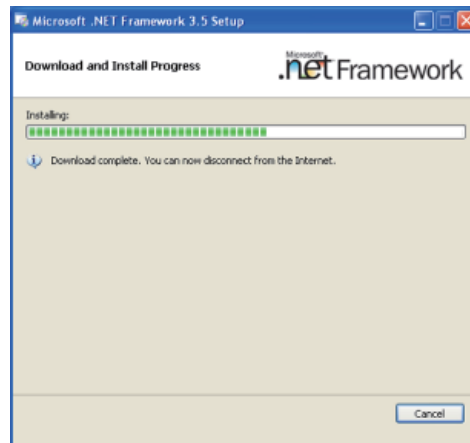 Microsoft .NET Framework 3.5 Setup
Download and Install Progress
Microsoft
.net Framework
Installing:
Download complete. You can now disconnect from the Internet.
Cancel